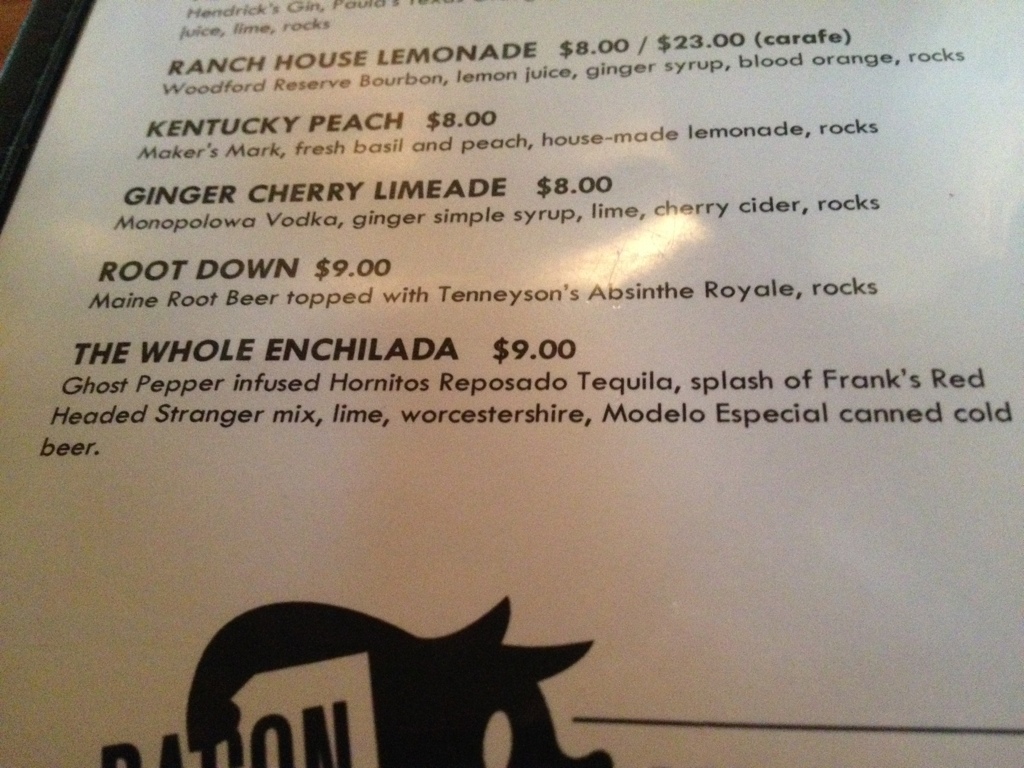 Hendrick's Gin, Paula's Texas
juice, lime, rocks
RANCH HOUSE LEMONADE $8.00 / $23.00 (carafe)
Woodford Reserve Bourbon, lemon juice, ginger syrup, blood orange, rocks
KENTUCKY PEACH $8.00
Maker's Mark, fresh basil and peach, house-made lemonade, rocks
GINGER CHERRY LIMEADE $8.00
Monopolowa Vodka, ginger simple syrup, lime, cherry cider, rocks
ROOT DOWN $9.00
Maine Root Beer topped with Tenneyson's Absinthe Royale, rocks
THE WHOLE ENCHILADA $9.00
Ghost Pepper infused Hornitos Reposado Tequila, splash of Frank's Red
Headed Stranger mix, lime, worcestershire, Modelo Especial canned cold
beer.